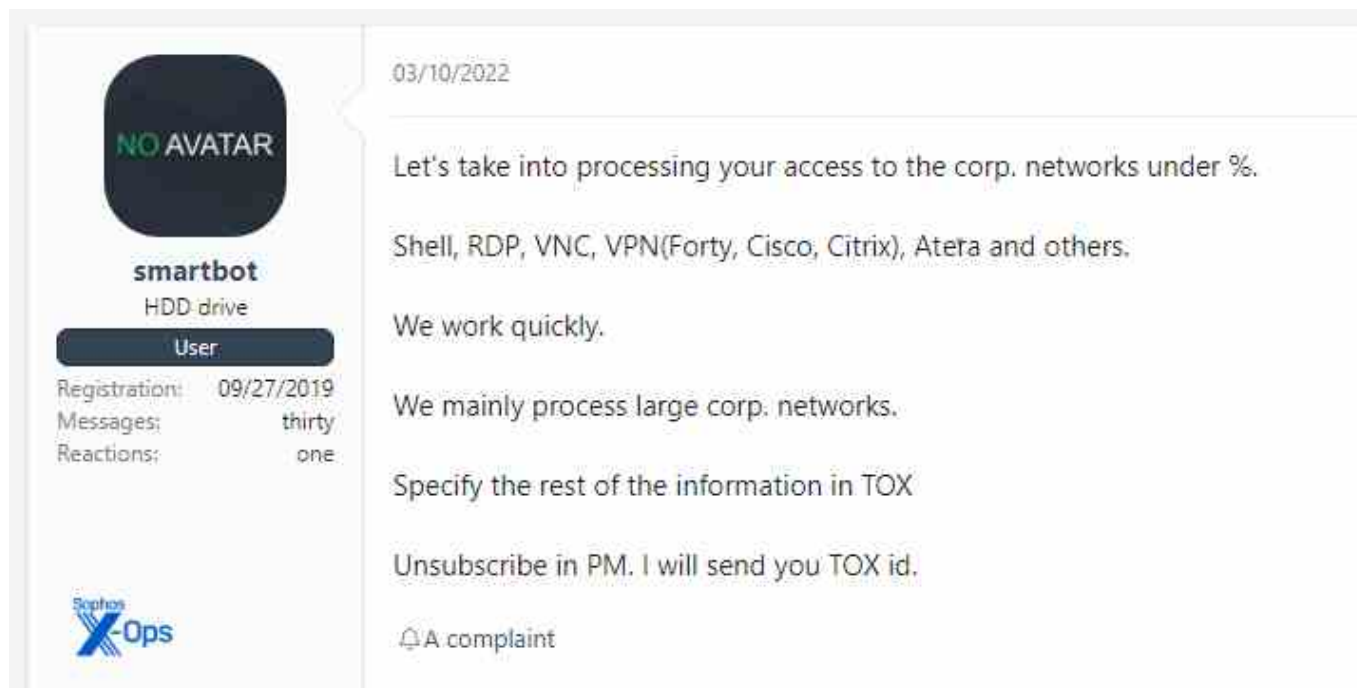 NO AVATAR
smartbot
HDD drive
User
Registration: 09/27/2019
Messages: thirty
Reactions: one
Sophos
X-Ops
03/10/2022
Let's take into processing your access to the corp. networks under %.
Shell, RDP, VNC, VPN(Forty, Cisco, Citrix), Atera and others.
We work quickly.
We mainly process large corp. networks.
Specify the rest of the information in TOX
Unsubscribe in PM. I will send you TOX id.
A complaint